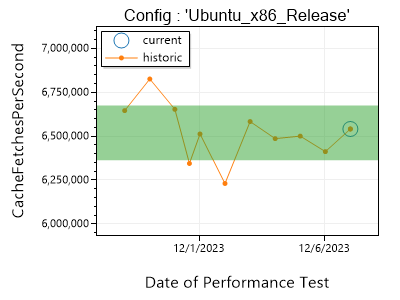 Config : 'Ubuntu_x86_Release'
current
historic
CacheFetchesPerSecond
7,000,000
6,750,000
6,500,000
6,250,000
6,000,000
12/1/2023
12/6/2023
Date of Performance Test